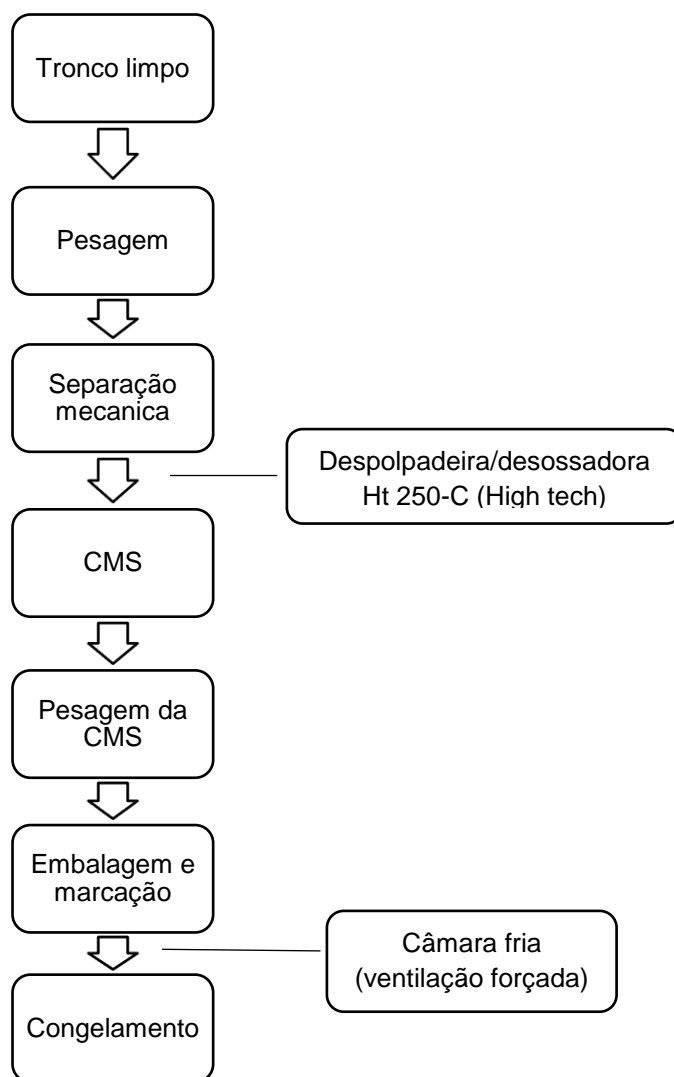 Tronco limpo
Pesagem
Separação
mecanica
Despolpadeira/desossadora
Ht 250-C (High tech)
CMS
Pesagem da
CMS
Embalagem e
marcação
Câmara fria
(ventilação forçada)
Congelamento